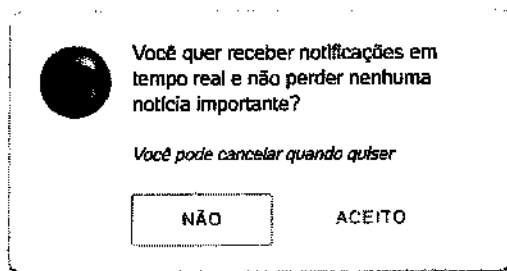 Você quer receber notificações em
tempo real e não perder nenhuma
notícia importante?
Você pode cancelar quando quiser
NÃO
ACEITO